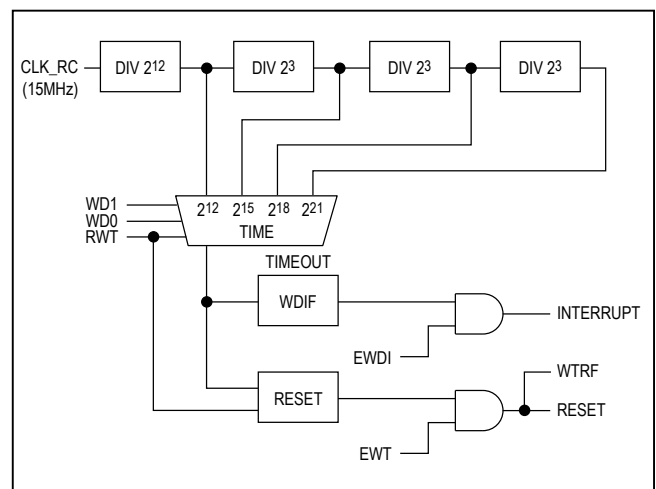 CLK_RC
(15MHz)
DIV 2¹²
DIV 2³
DIV 2³
DIV 2³
WD1
WD0
RWT
2¹² 2¹⁵ 2¹⁸ 2²¹
TIME
TIMEOUT
WDIF
INTERRUPT
EWDI
WTRF
RESET
RESET
EWT